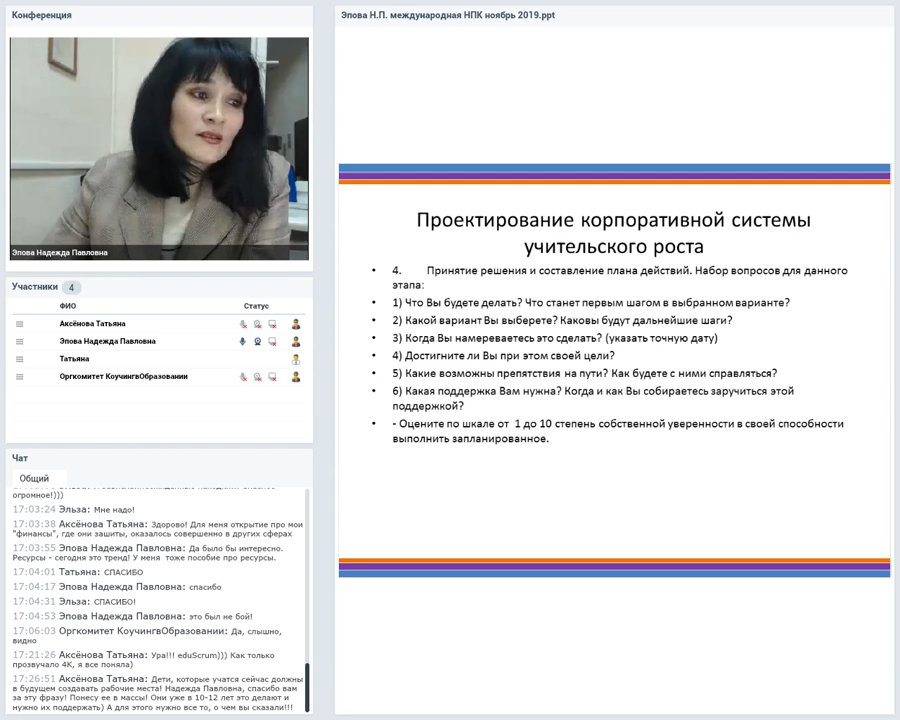 Конференция
Эпова Надежда Павловна
Участники 4
ФИО Статус
Аксёнова Татьяна
Эпова Надежда Павловна
Татьяна
Оргкомитет КоучингвОбразовании
Чат
Общий
огромное!)))
17:03:24 Эльза: Мне надо!
17:03:38 Аксёнова Татьяна: Здорово! Для меня открытие про мои
"финансы", где они зашиты, оказалось совершенно в других сферах
17:03:55 Эпова Надежда Павловна: Да было бы интересно.
Ресурсы - сегодня это тренд! У меня тоже пособие про ресурсы.
17:04:01 Татьяна: СПАСИБО
17:04:17 Эпова Надежда Павловна: спасибо
17:04:31 Эльза: СПАСИБО!
17:04:53 Эпова Надежда Павловна: это был не бой!
17:06:03 Оргкомитет КоучингвОбразовании: Да, слышно,
видно
17:21:26 Аксёнова Татьяна: Ура!!! eduScrum))) Как только
прозвучало 4К, я все поняла)
17:26:51 Аксёнова Татьяна: Дети, которые учатся сейчас должны
в будущем создавать рабочие места! Надежда Павловна, спасибо вам
за эту фразу! Понесу ее в массы! Они уже в 10-12 лет это делают и
нужно их поддержать) А для этого нужно все то, о чем вы сказали!!!
Эпова Н.П. международная НПК ноябрь 2019.ppt
Проектирование корпоративной системы
учительского роста
• 4. Принятие решения и составление плана действий. Набор вопросов для данного
этапа:
• 1) Что Вы будете делать? Что станет первым шагом в выбранном варианте?
• 2) Какой вариант Вы выберете? Каковы будут дальнейшие шаги?
• 3) Когда Вы намереваетесь это сделать? (указать точную дату)
• 4) Достигните ли Вы при этом своей цели?
• 5) Какие возможны препятствия на пути? Как будете с ними справляться?
• 6) Какая поддержка Вам нужна? Когда и как Вы собираетесь заручиться этой
поддержкой?
• - Оцените по шкале от 1 до 10 степень собственной уверенности в своей способности
выполнить запланированное.